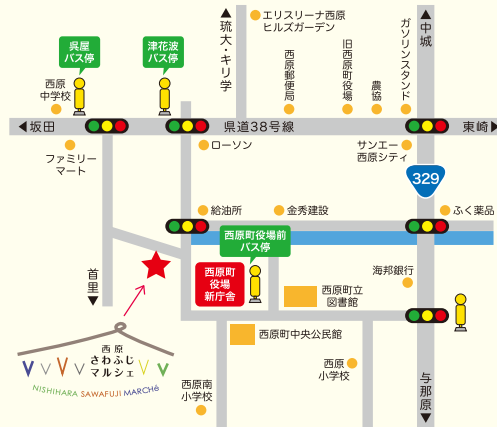 ▲琉大・キリ学
エリスリーナ西原
ヒルズガーデン
▲中城
呉屋
バス停
津花波
バス停
西原
中学校
西原郵便局
旧西原町役場
農協
ガソリンスタンド
◀坂田
県道38号線
東崎▶
ファミリー
マート
ローソン
サンエー
西原シティ
329
給油所
金秀建設
ふく薬品
西原町役場前
バス停
首里▼
西原町
役場
新庁舎
西原町立
図書館
海邦銀行
西原町中央公民館
西原
さわふじ
マルシェ
NISHIHARA SAWAFUJI MARCHé
西原南
小学校
西原
小学校
与那原▼